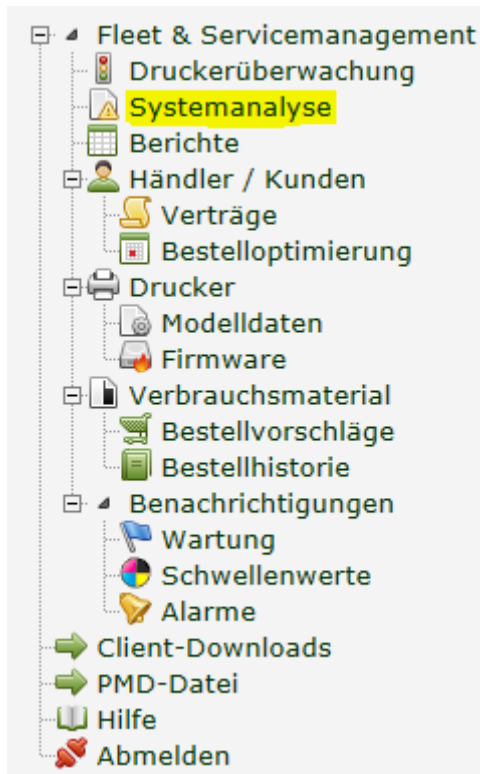 Fleet & Servicemanagement
Druckerüberwachung
Systemanalyse
Berichte
Händler / Kunden
Verträge
Bestelloptimierung
Drucker
Modelldaten
Firmware
Verbrauchsmaterial
Bestellvorschläge
Bestellhistorie
Benachrichtigungen
Wartung
Schwellenwerte
Alarme
Client-Downloads
PMD-Datei
Hilfe
Abmelden